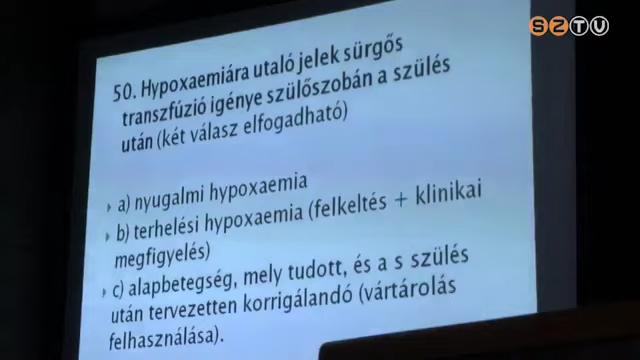 SZTV
50. Hypoxaemiára utaló jelek sürgős
transzfúzió igénye szülőszobán a szülés
után (két válasz elfogadható)
a) nyugalmi hypoxaemia
b) terhelési hypoxaemia (felkeltés + klinikai
megfigyelés)
c) alapbetegség, mely tudott, és a s szülés
után tervezetten korrigálandó (vértárolás
felhasználása).